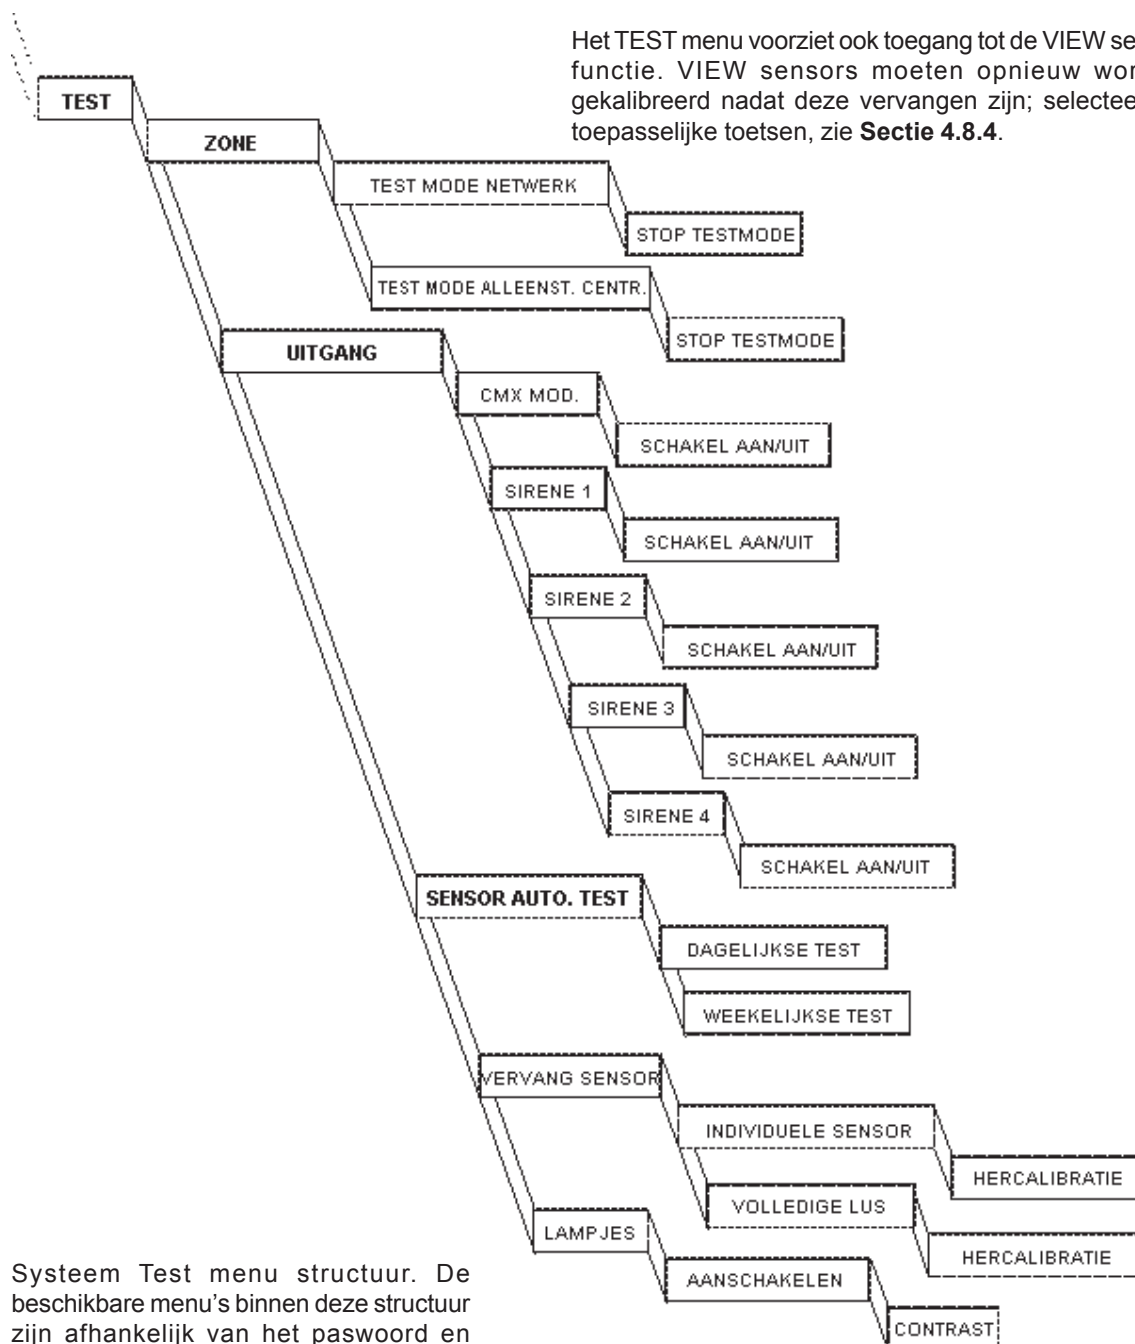 Het TEST menu voorziet ook toegang tot de VIEW se
functie. VIEW sensors moeten opnieuw wor
gekalibreerd nadat deze vervangen zijn; selectee
toepasselijke toetsen, zie Sectie 4.8.4.
TEST
ZONE
TEST MODE NETWERK
STOP TESTMODE
TEST MODE ALLEENST. CENTR.
STOP TESTMODE
UITGANG
CMX MOD.
SCHAKEL AAN/UIT
SIRENE 1
SCHAKEL AAN/UIT
SIRENE 2
SCHAKEL AAN/UIT
SIRENE 3
SCHAKEL AAN/UIT
SIRENE 4
SCHAKEL AAN/UIT
SENSOR AUTO. TEST
DAGELIJKSE TEST
WEEKELIJKSE TEST
VERVANG SENSOR
INDIVIDUELE SENSOR
HERCALIBRATIE
VOLLEDIGE LUS
HERCALIBRATIE
LAMPJES
AANSCHAKELEN
CONTRAST
Systeem Test menu structuur. De
beschikbare menu's binnen deze structuur
zijn afhankelijk van het paswoord en